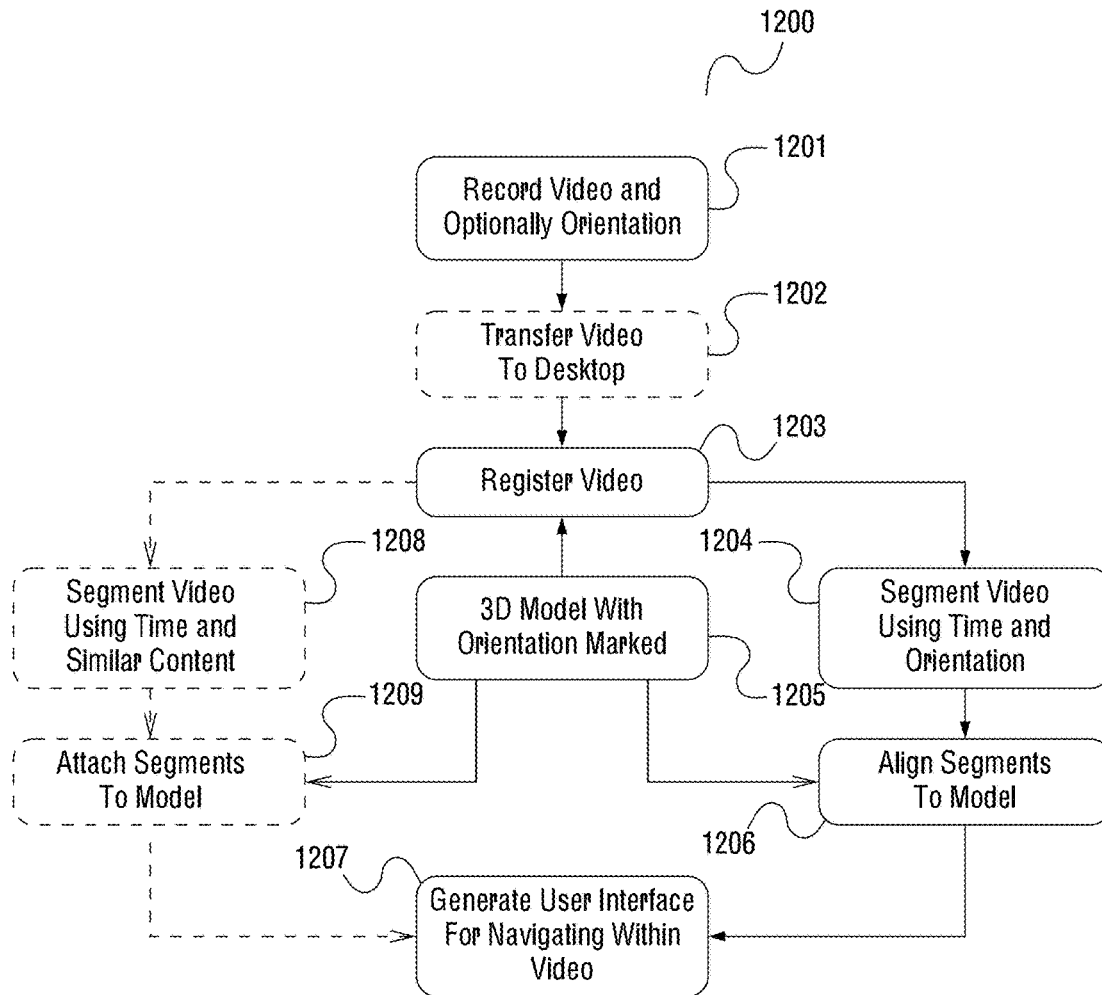 1200
1201
Record Video and
Optionally Orientation
1202
Transfer Video
To Desktop
1203
Register Video
1208
Segment Video
Using Time and
Similar Content
3D Model With
Orientation Marked
1205
1204
Segment Video
Using Time and
Orientation
1209
Attach Segments
To Model
Align Segments
To Model
1206
1207
Generate User Interface
For Navigating Within
Video